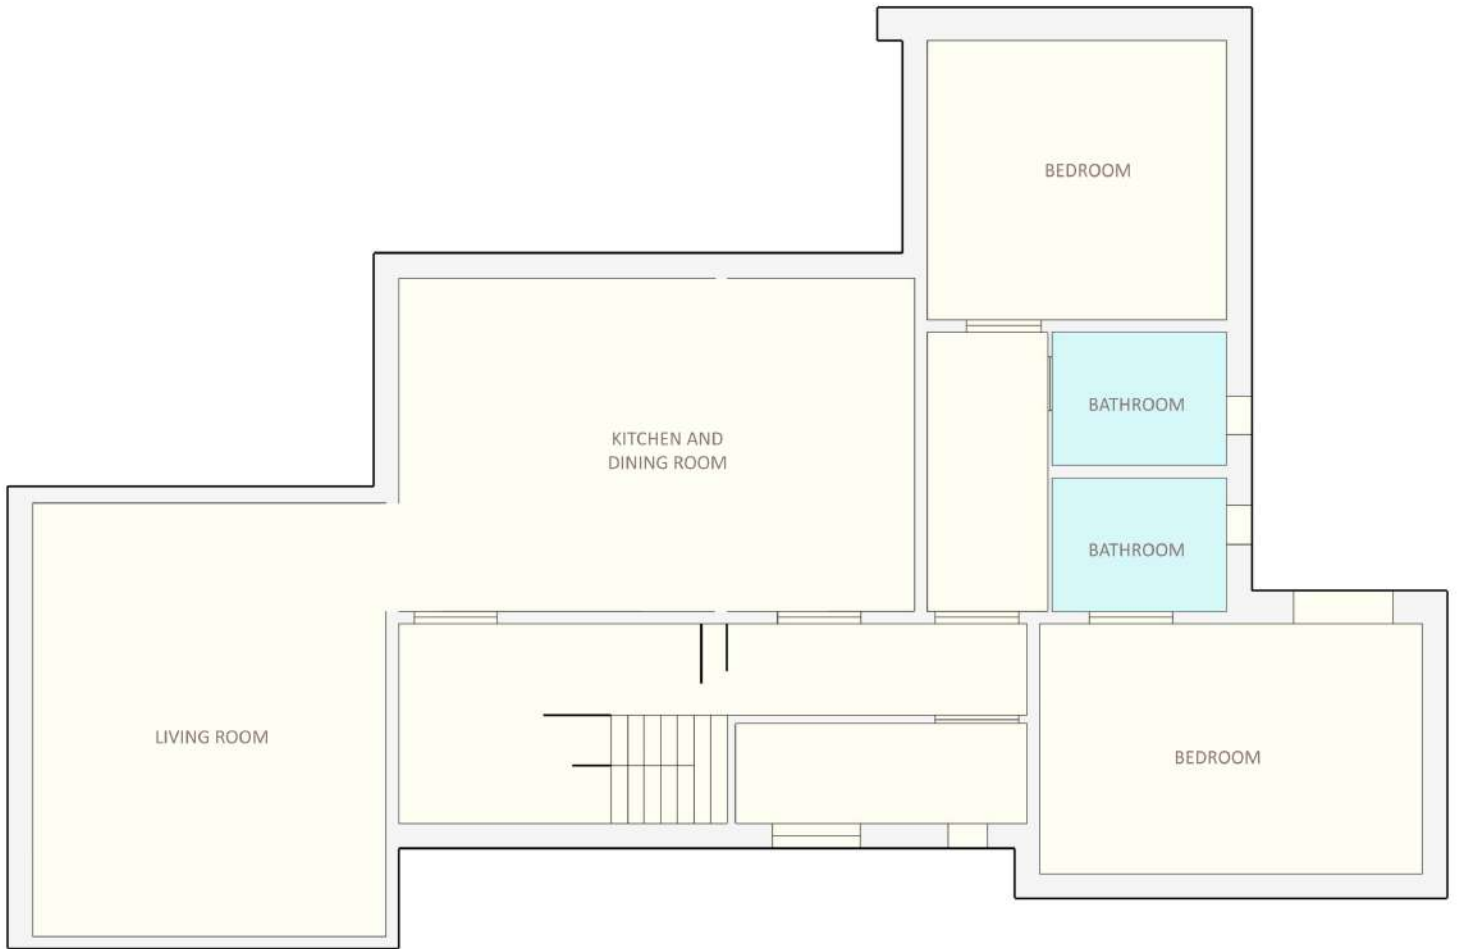 BEDROOM
BATHROOM
KITCHEN AND
DINING ROOM
BATHROOM
LIVING ROOM
BEDROOM